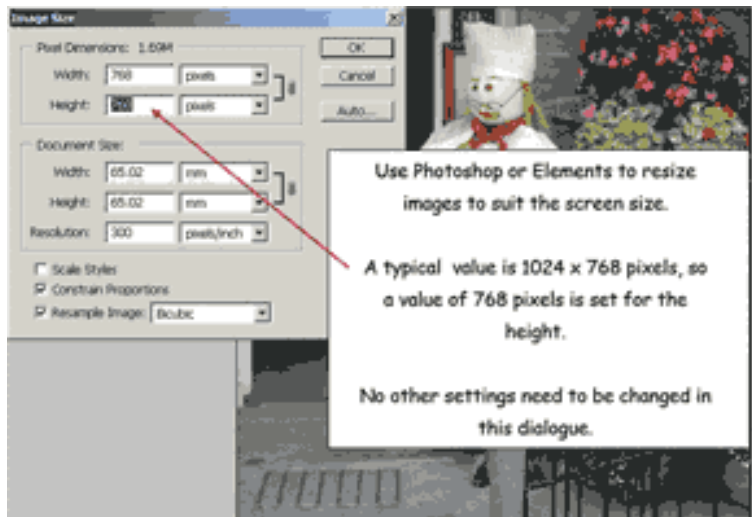 Image Size
Pixel Dimensions: 1.69M
Width: 768 pixels
Height: 768 pixels
OK
Cancel
Auto...
Document Size:
Width: 65.02 mm
Height: 65.02 mm
Resolution: 300 pixels/inch
Scale Styles
Constrain Proportions
Resample Image: Bicubic
Use Photoshop or Elements to resize
images to suit the screen size.
A typical value is 1024 x 768 pixels, so
a value of 768 pixels is set for the
height.
No other settings need to be changed in
this dialogue.